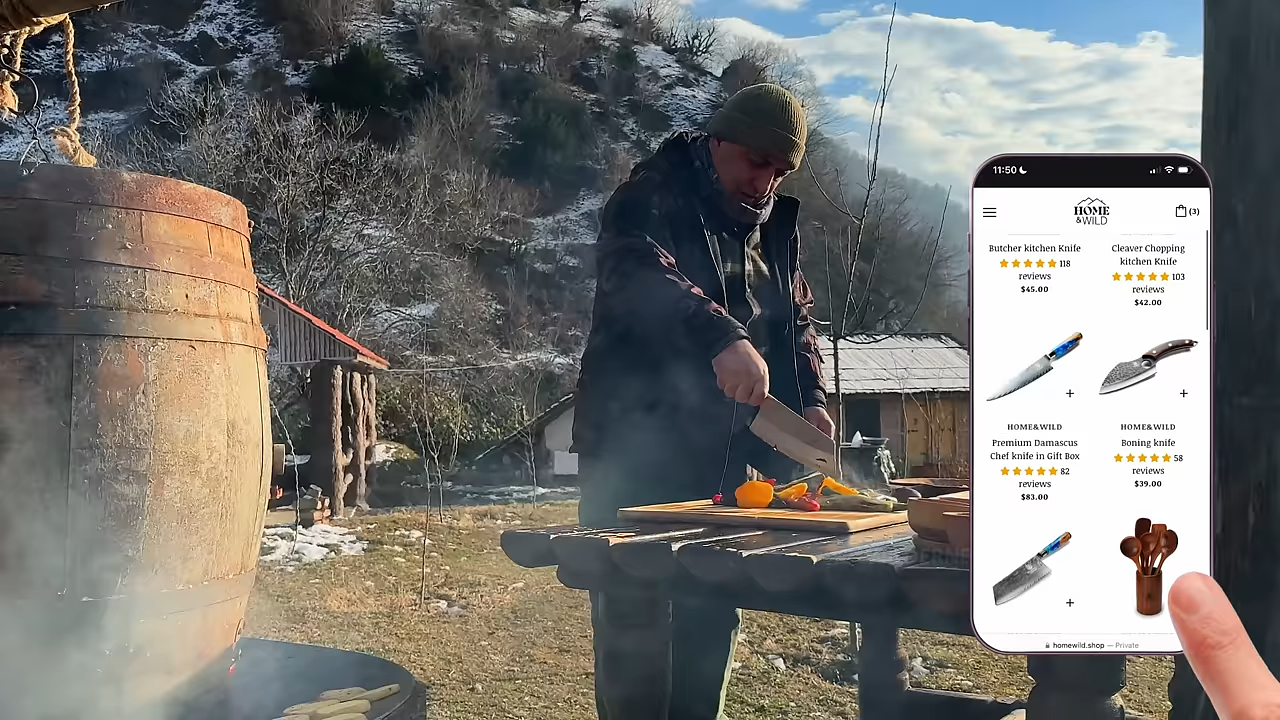 11:50
HOME
&WILD
(3)
Butcher kitchen Knife
118
reviews
$45.00
Cleaver Chopping
kitchen Knife
103
reviews
$42.00
+
+
HOME&WILD
Premium Damascus
Chef knife in Gift Box
82
reviews
$83.00
HOME&WILD
Boning knife
58
reviews
$39.00
+
homewild.shop — Private